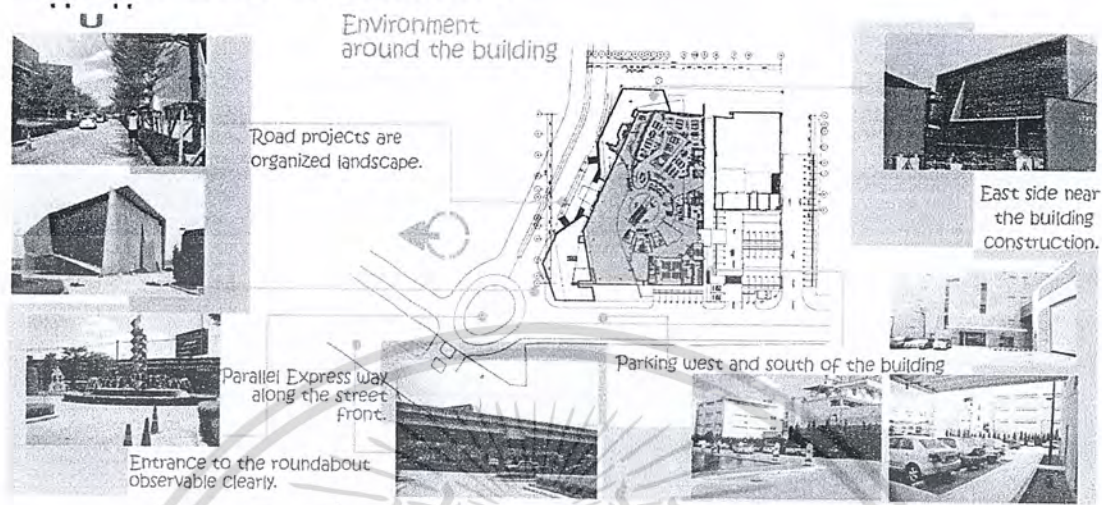 Environment
around the building
Road projects are
organized landscape.
East side near
the building
construction.
Parallel Express Way
along the street
front.
Parking west and south of the building
Entrance to the roundabout
observable clearly.